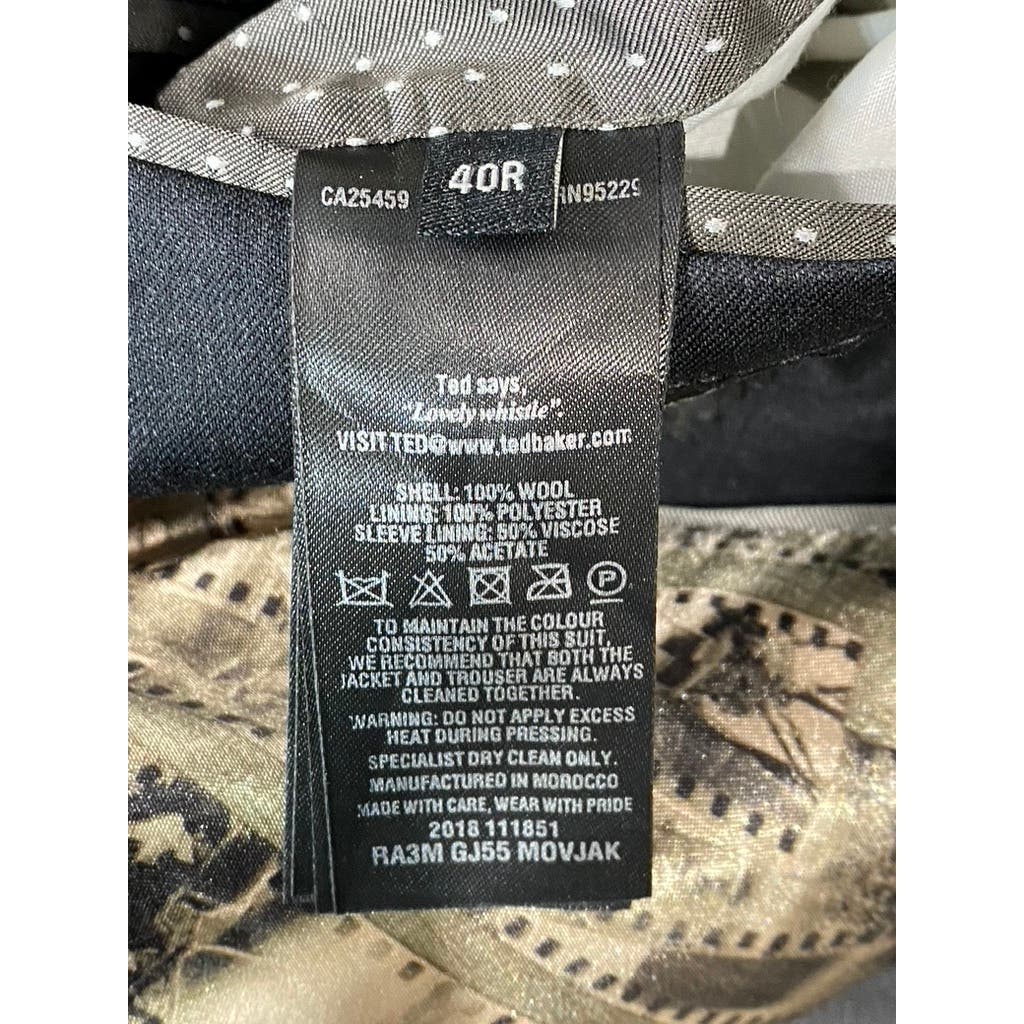 40R
CA25459
RN95229
Ted says,
"Lovely whistle".
VISIT TED@www.tedbaker.com
SHELL: 100% WOOL
LINING: 100% POLYESTER
SLEEVE LINING: 50% VISCOSE
50% ACETATE
P
TO MAINTAIN THE COLOUR
CONSISTENCY OF THIS SUIT,
WE RECOMMEND THAT BOTH THE
JACKET AND TROUSER ARE ALWAYS
CLEANED TOGETHER.
WARNING: DO NOT APPLY EXCESS
HEAT DURING PRESSING.
SPECIALIST DRY CLEAN ONLY.
MANUFACTURED IN MOROCCO
MADE WITH CARE, WEAR WITH PRIDE
2018 111851
RA3M GJ55 MOVJAK